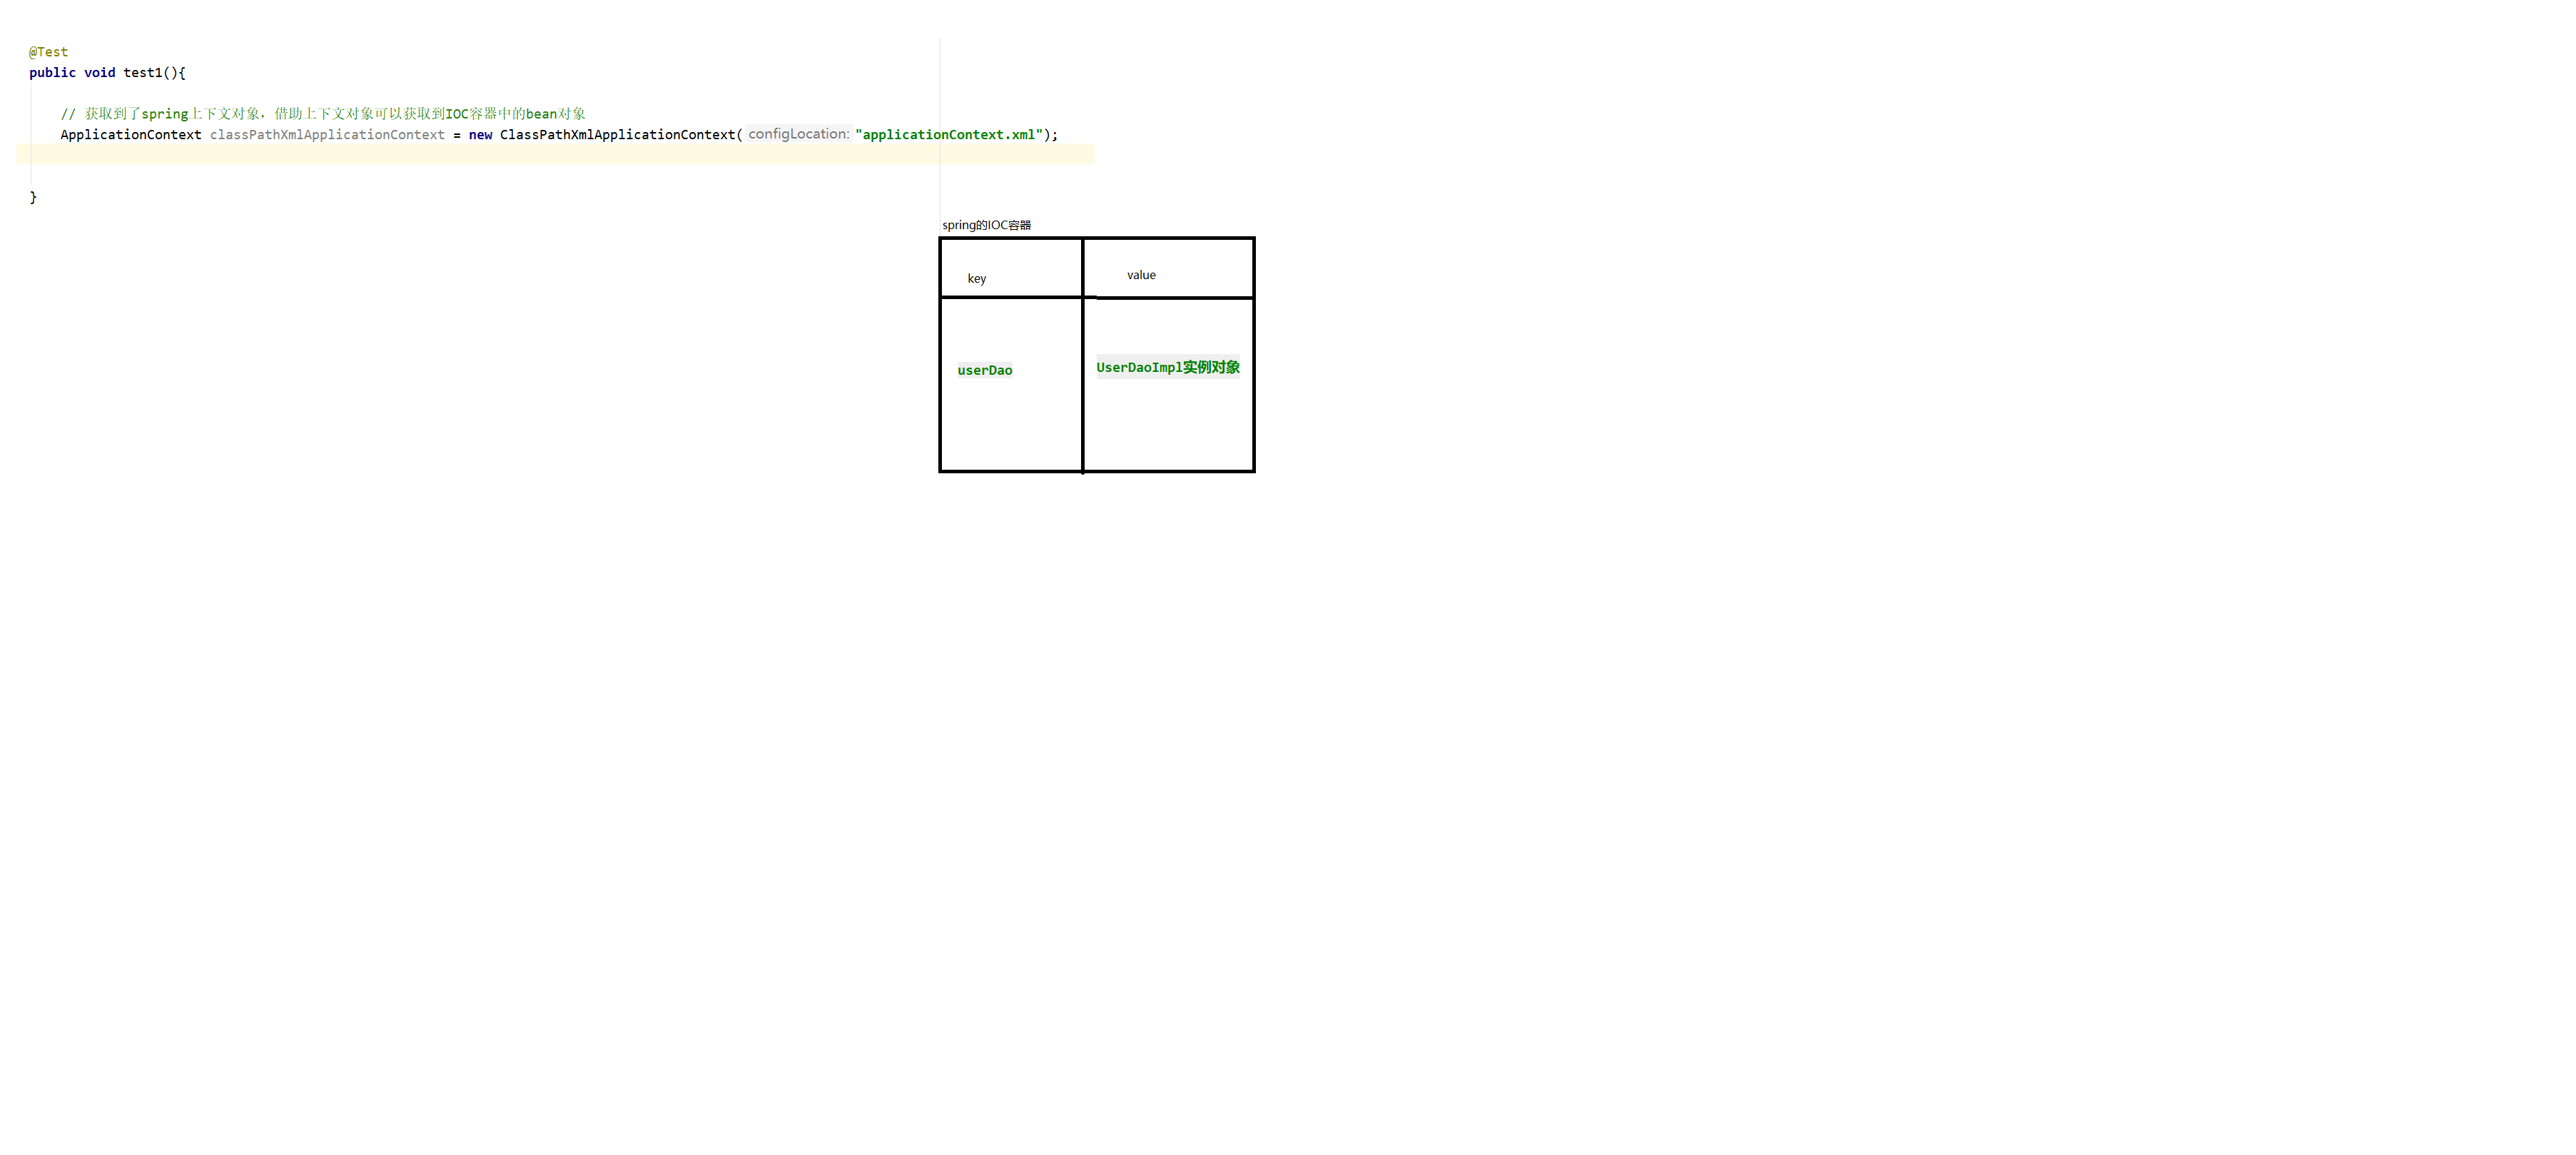 @Test
public void test1(){
// 获取到了spring上下文对象，借助上下文对象可以获取到IOC容器中的bean对象
ApplicationContext classPathXmlApplicationContext = new ClassPathXmlApplicationContext( configLocation: "applicationContext.xml");
}
spring的IOC容器
key value
userDao UserDaoImpl实例对象